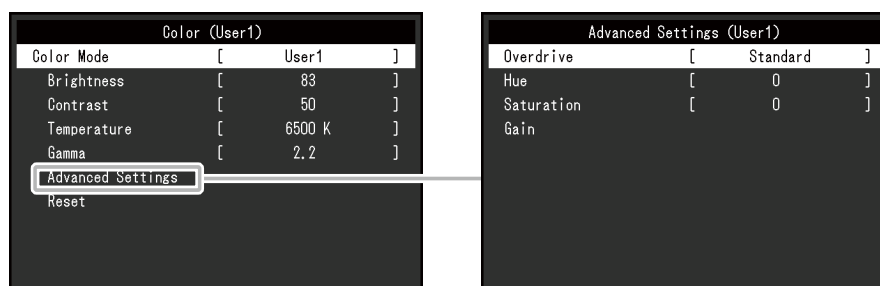 Color (User1)
Color Mode [ User1 ]
Brightness [ 83 ]
Contrast [ 50 ]
Temperature [ 6500 K ]
Gamma [ 2.2 ]
Advanced Settings
Reset
Advanced Settings (User1)
Overdrive [ Standard ]
Hue [ 0 ]
Saturation [ 0 ]
Gain